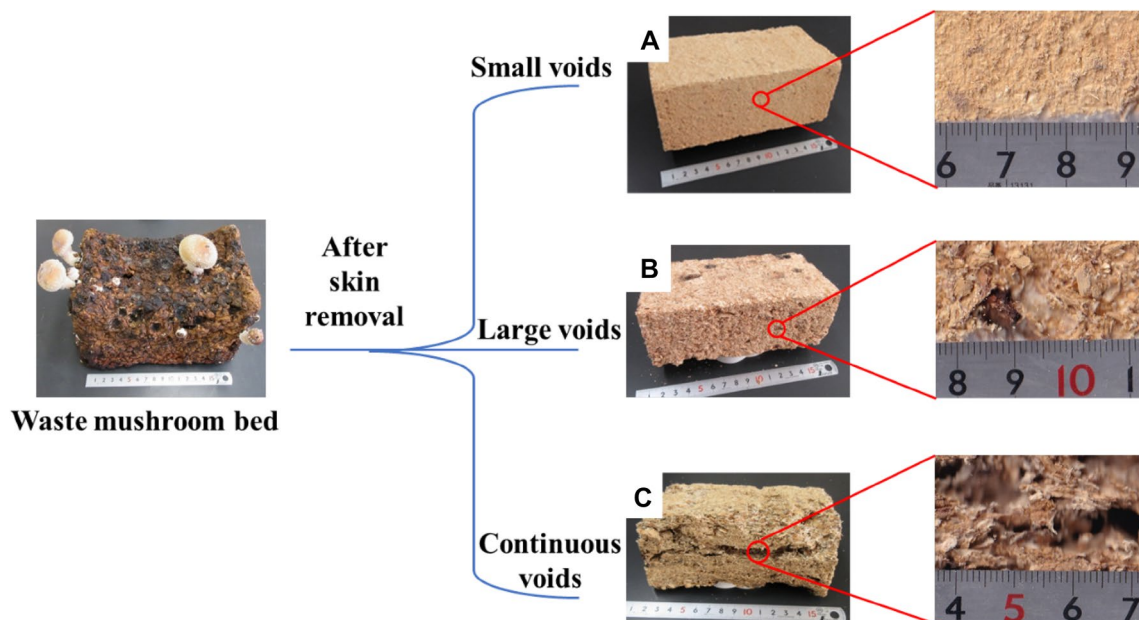 A
Small voids
6 7 8 9
After
skin
removal
B
Large voids
8 9 10 1
Waste mushroom bed
C
Continuous
voids
4 5 6 7